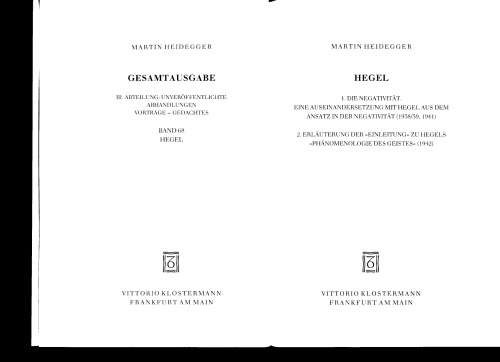 MARTIN HEIDEGGER
GESAMTAUSGABE
III. ABTEILUNG: UNVERÖFFENTLICHTE
ABHANDLUNGEN
VORTRÄGE – GEDACHTES
BAND 68
HEGEL
VITTORIO KLOSTERMANN
FRANKFURT AM MAIN
MARTIN HEIDEGGER
HEGEL
1. DIE NEGATIVITÄT.
EINE AUSEINANDERSETZUNG MIT HEGEL AUS DEM
ANSATZ IN DER NEGATIVITÄT (1938/39, 1941)
2. ERLÄUTERUNG DER »EINLEITUNG« ZU HEGELS
»PHÄNOMENOLOGIE DES GEISTES« (1942)
VITTORIO KLOSTERMANN
FRANKFURT AM MAIN